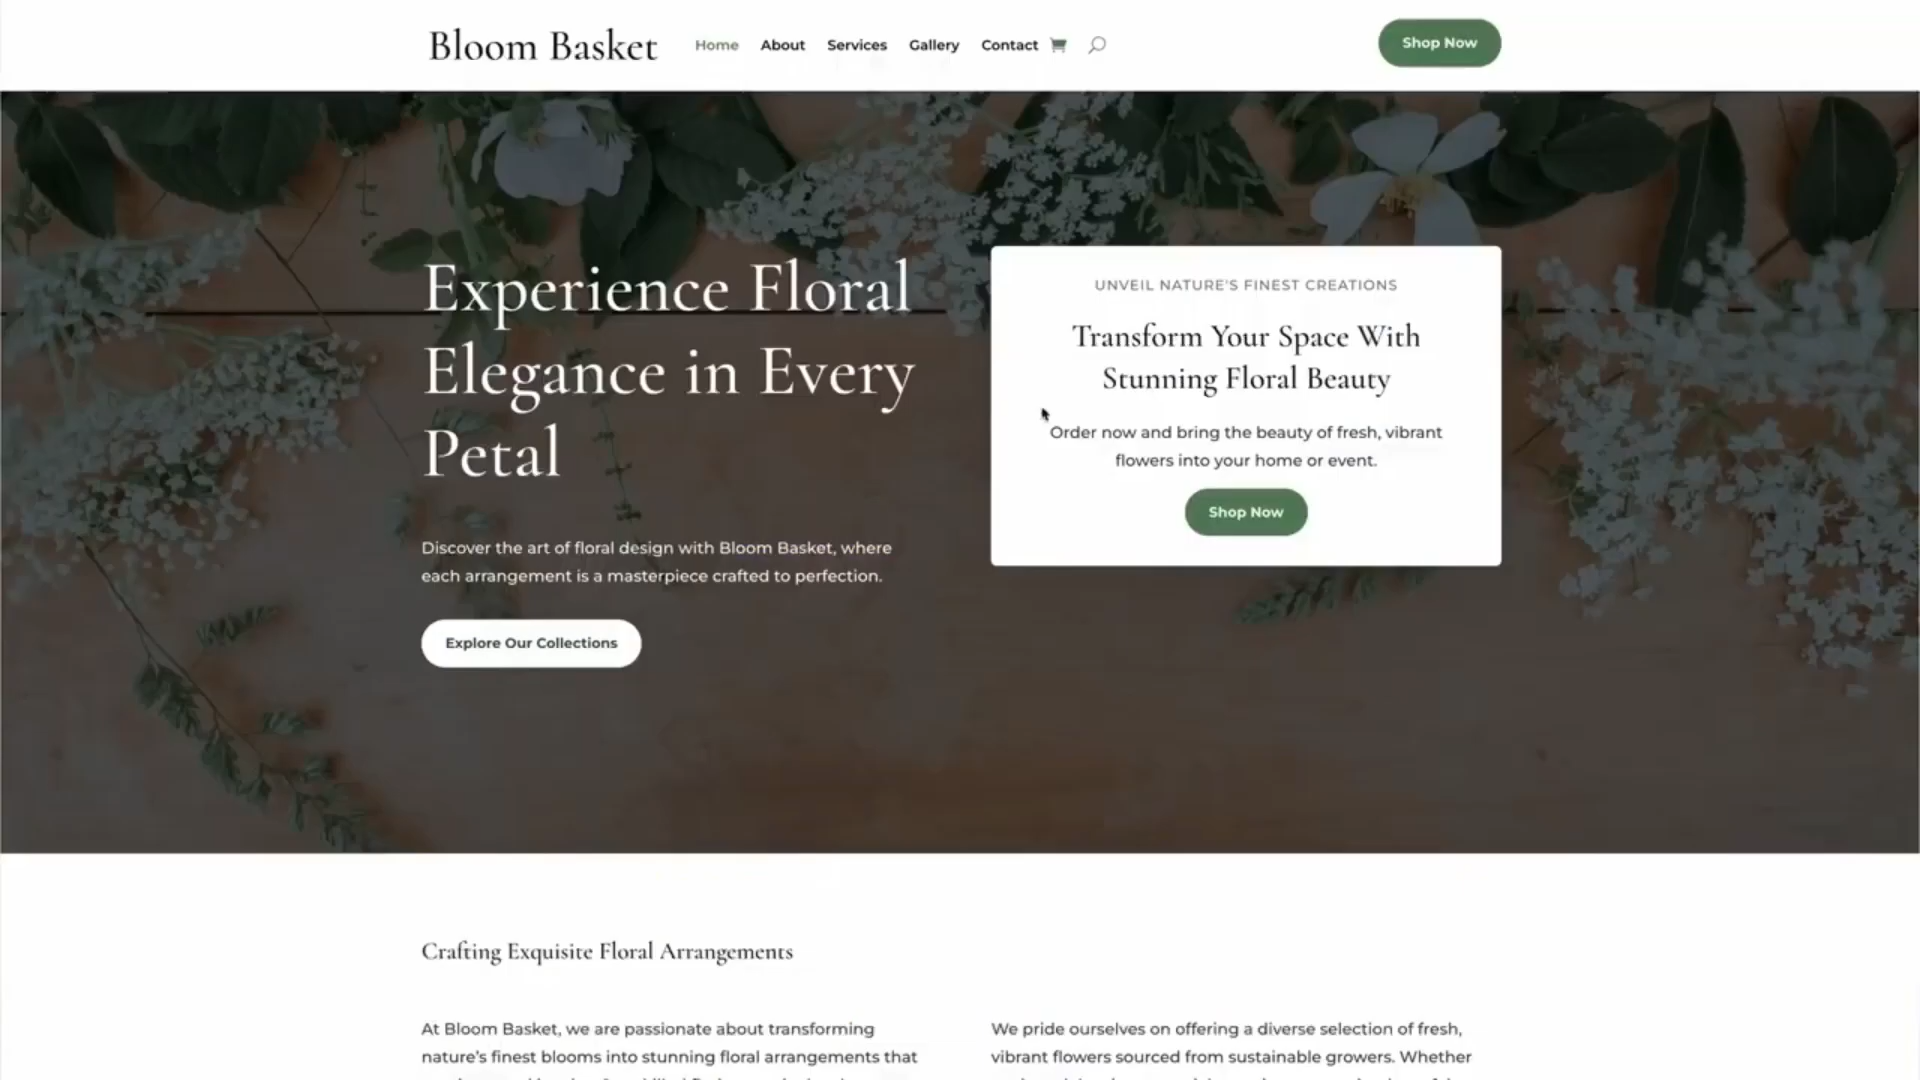 Bloom Basket
Home
About
Services
Gallery
Contact
Shop Now
Experience Floral
Elegance in Every
Petal
Discover the art of floral design with Bloom Basket, where
each arrangement is a masterpiece crafted to perfection.
Explore Our Collections
UNVEIL NATURE'S FINEST CREATIONS
Transform Your Space With
Stunning Floral Beauty
Order now and bring the beauty of fresh, vibrant
flowers into your home or event.
Shop Now
Crafting Exquisite Floral Arrangements
At Bloom Basket, we are passionate about transforming
nature's finest blooms into stunning floral arrangements that
We pride ourselves on offering a diverse selection of fresh,
vibrant flowers sourced from sustainable growers. Whether